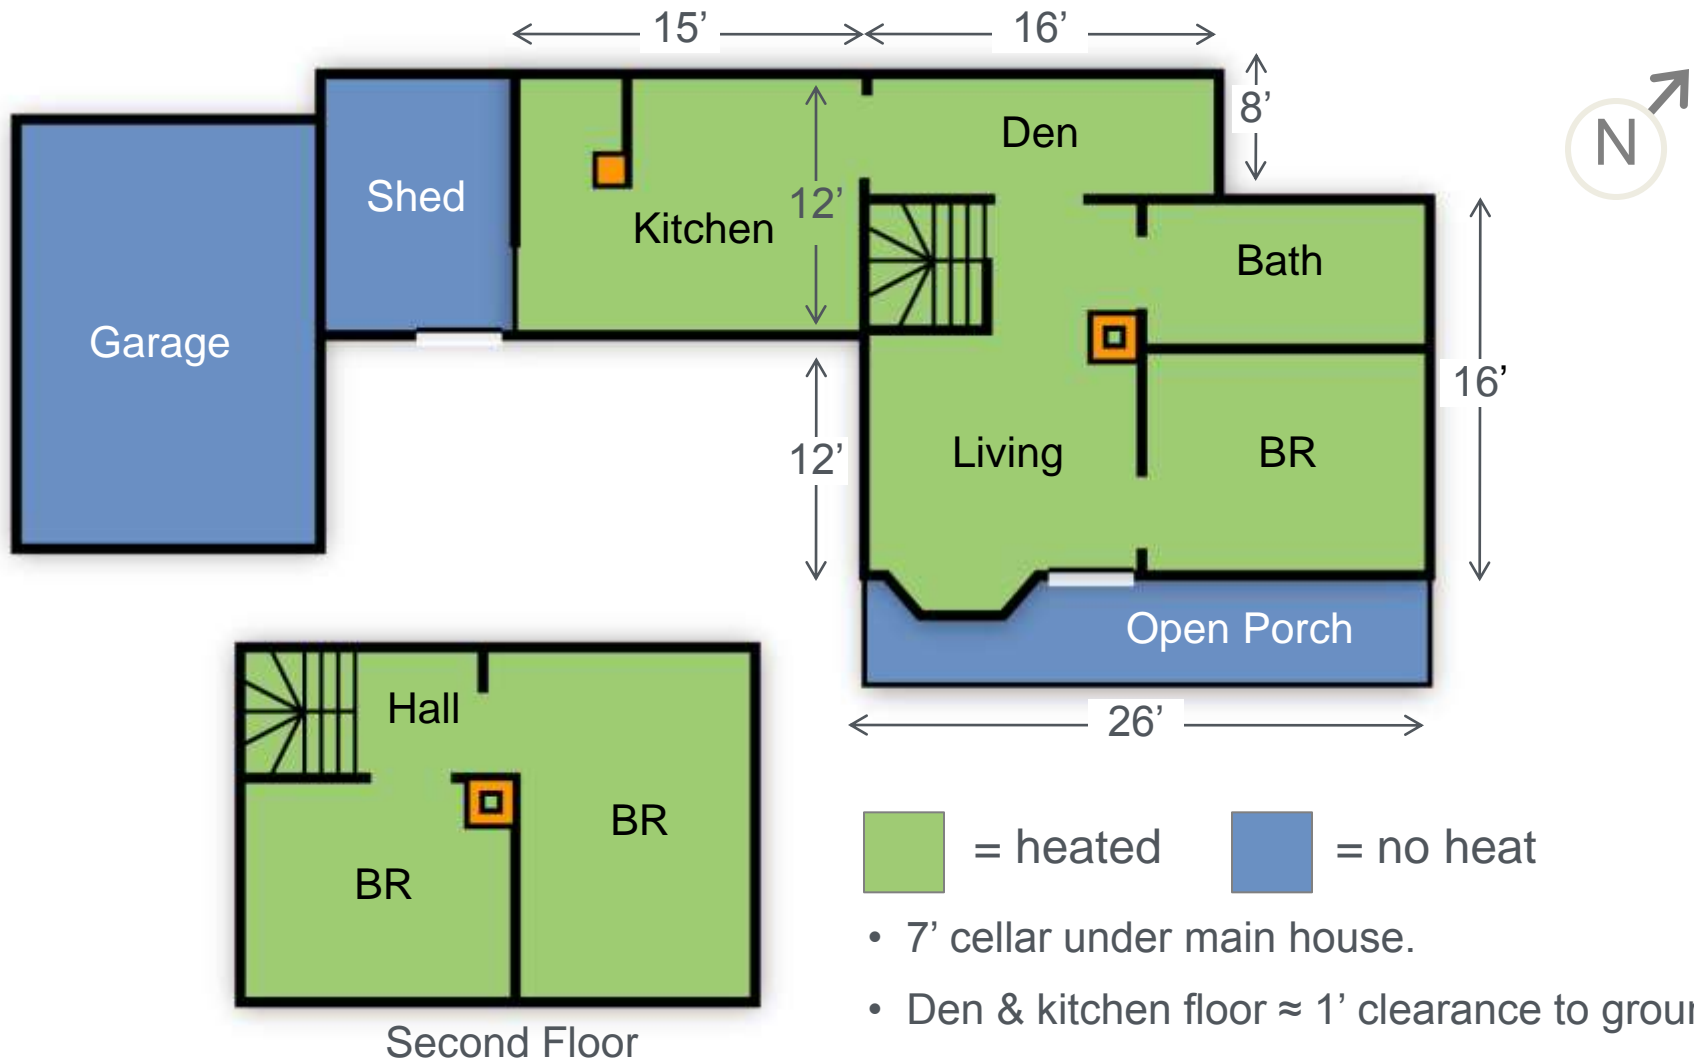 15’ 16’
8’
N
Den
12’
Shed
Kitchen
Bath
Garage
16’
12’
Living
BR
Open Porch
26’
Hall
BR
BR
= heated = no heat
• 7’ cellar under main house.
• Den & kitchen floor ≈ 1’ clearance to
Second Floor